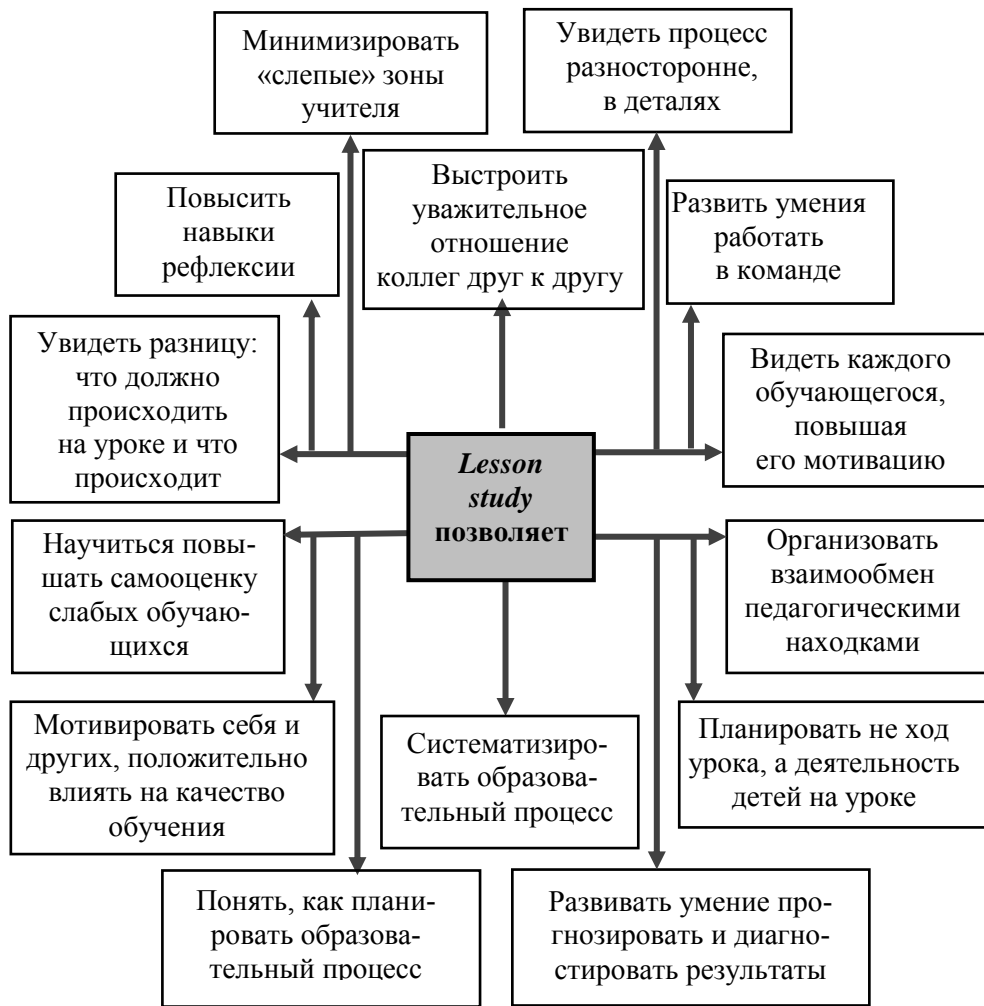 Минимизировать
«слепые» зоны
учителя
Увидеть процесс
разносторонне,
в деталях
Повысить
навыки
рефлексии
Выстроить
уважительное
отношение
коллег друг к другу
Развить умения
работать
в команде
Увидеть разницу:
что должно
происходить
на уроке и что
происходит
Видеть каждого
обучающегося,
повышая
его мотивацию
Lesson
study
позволяет
Научиться повы-
шать самооценку
слабых обучаю-
щихся
Организовать
взаимообмен
педагогическими
находками
Мотивировать себя и
других, положительно
влиять на качество
обучения
Систематизиро-
вать образова-
тельный процесс
Планировать не ход
урока, а деятельность
детей на уроке
Понять, как плани-
ровать образова-
тельный процесс
Развивать умение про-
гнозировать и диагно-
стировать результаты